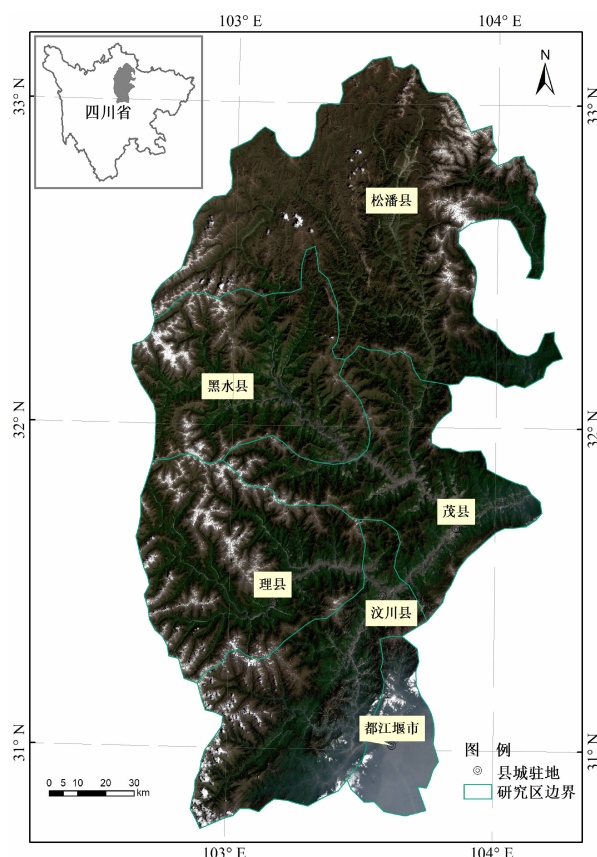 103° E
104° E
N
33° N
33° N
四川省
松潘县
黑水县
32° N
32° N
茂县
理县
汶川县
都江堰市
31° N
31° N
图 例
县城驻地
研究区边界
0 5 10 20 30
km
103° E
104° E